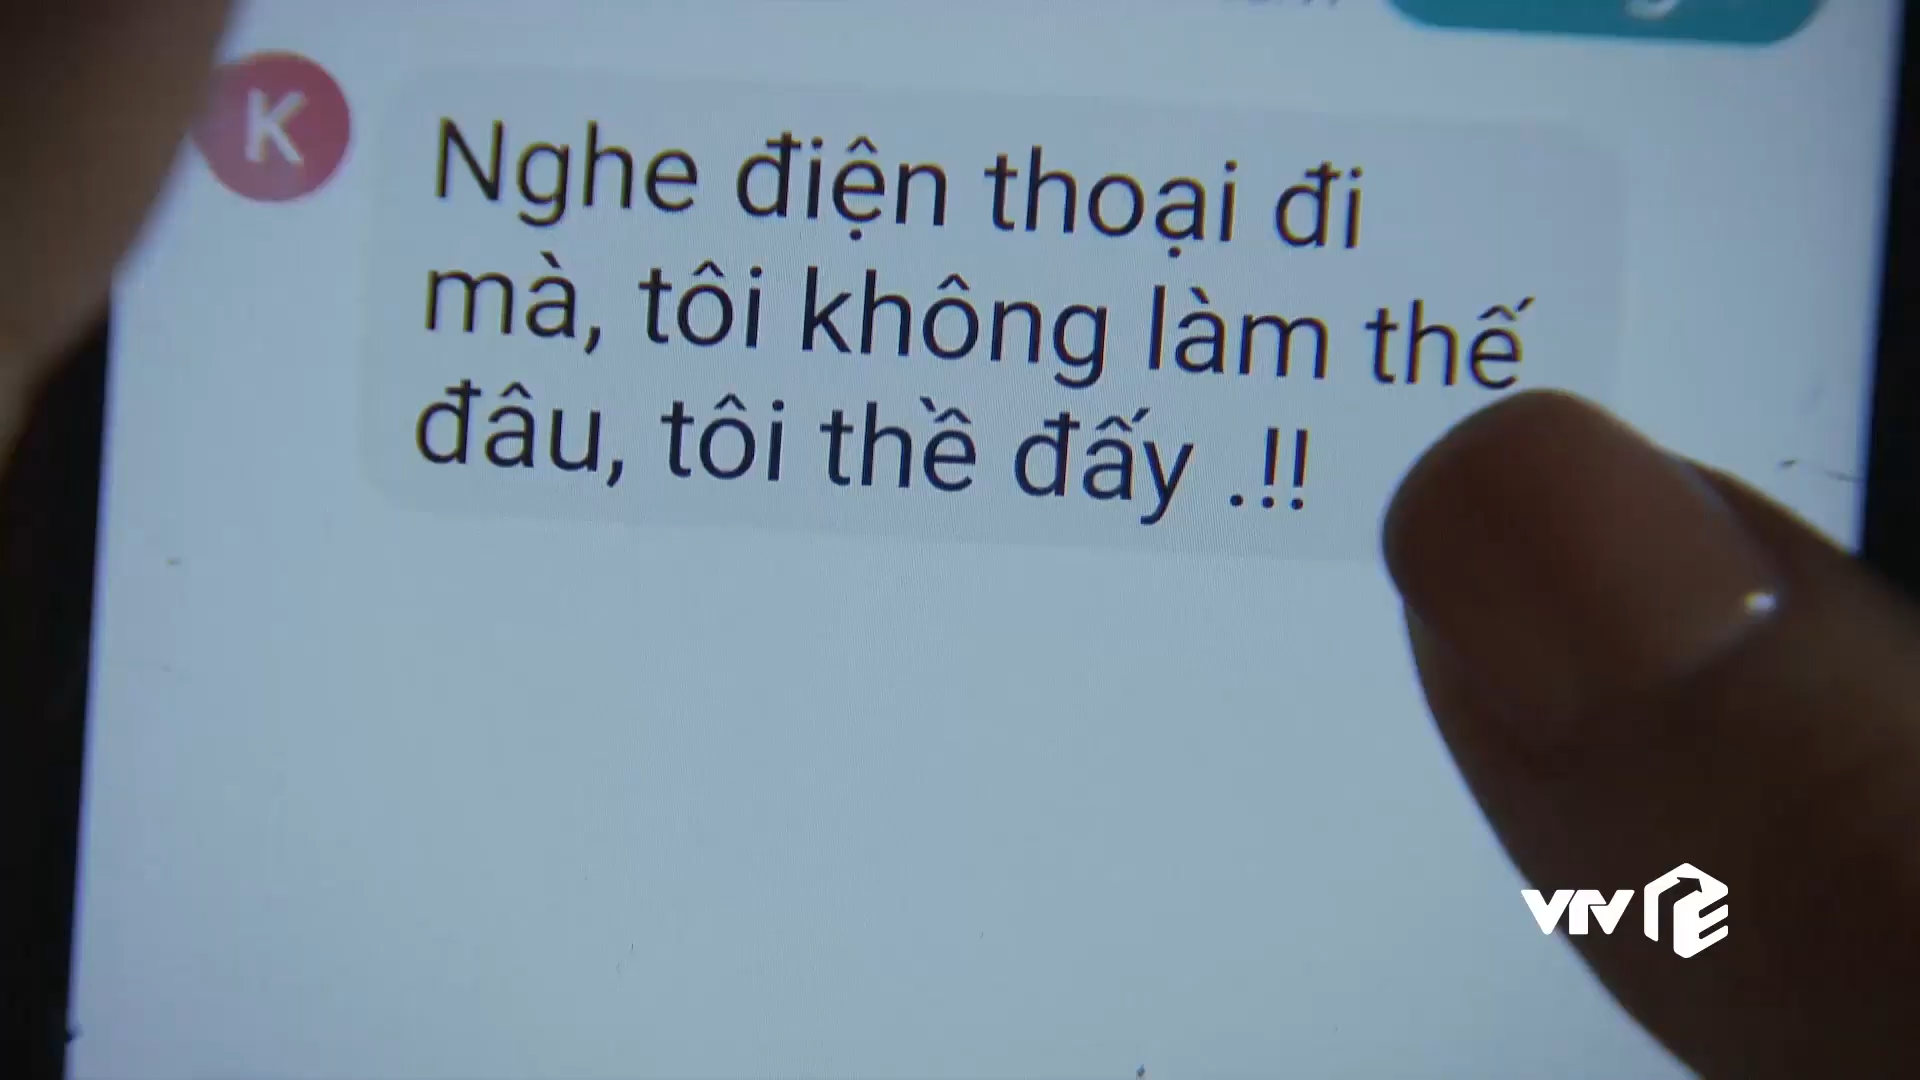 K
Nghe điện thoại đi
mà, tôi không làm thế
đâu, tôi thề đấy .!!
VTV